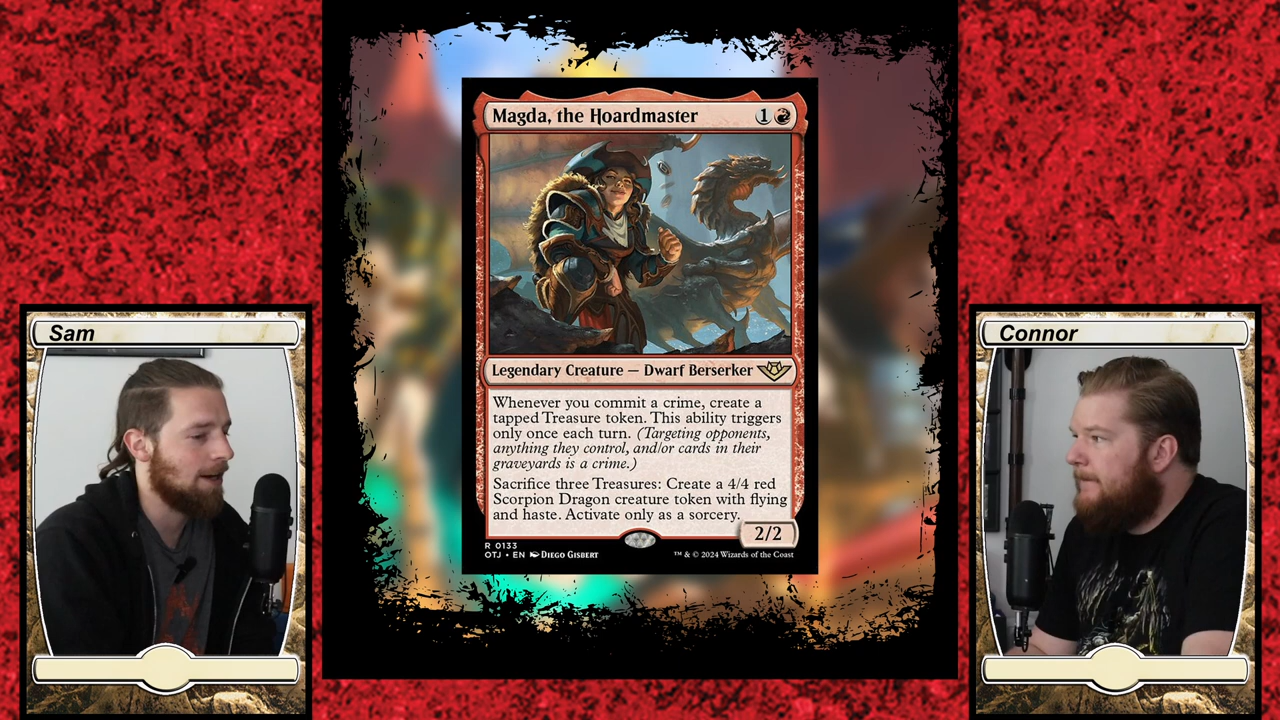 Magda, the Hoardmaster 1
Legendary Creature — Dwarf Berserker
Whenever you commit a crime, create a
tapped Treasure token. This ability triggers
only once each turn. (Targeting opponents,
anything they control, and/or cards in their
graveyards is a crime.)
Sacrifice three Treasures: Create a 4/4 red
Scorpion Dragon creature token with flying
and haste. Activate only as a sorcery.
2/2
R 0133
OTJ • EN Diego Gisbert
™ & © 2024 Wizards of the Coast
Sam
Connor